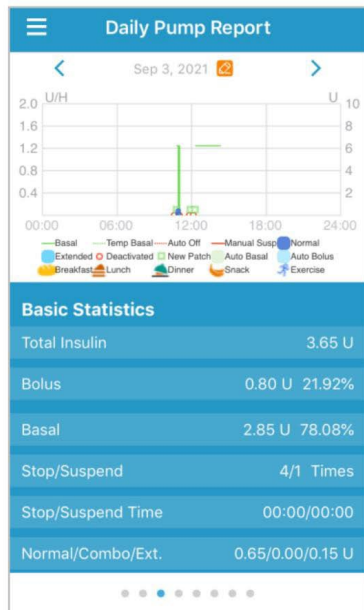 Daily Pump Report
Sep 3, 2021
U/H U
2.0 10
1.6 8
1.2 6
0.8 4
0.4 2
00:00 06:00 12:00 18:00 24:00
Basal Temp Basal Auto Off Manual Susp Normal
Extended Deactivated New Patch Auto Basal Auto Bolus
Breakfast Lunch Dinner Snack Exercise
Basic Statistics
Total Insulin 3.65 U
Bolus 0.80 U 21.92%
Basal 2.85 U 78.08%
Stop/Suspend 4/1 Times
Stop/Suspend Time 00:00/00:00
Normal/Combo/Ext. 0.65/0.00/0.15 U